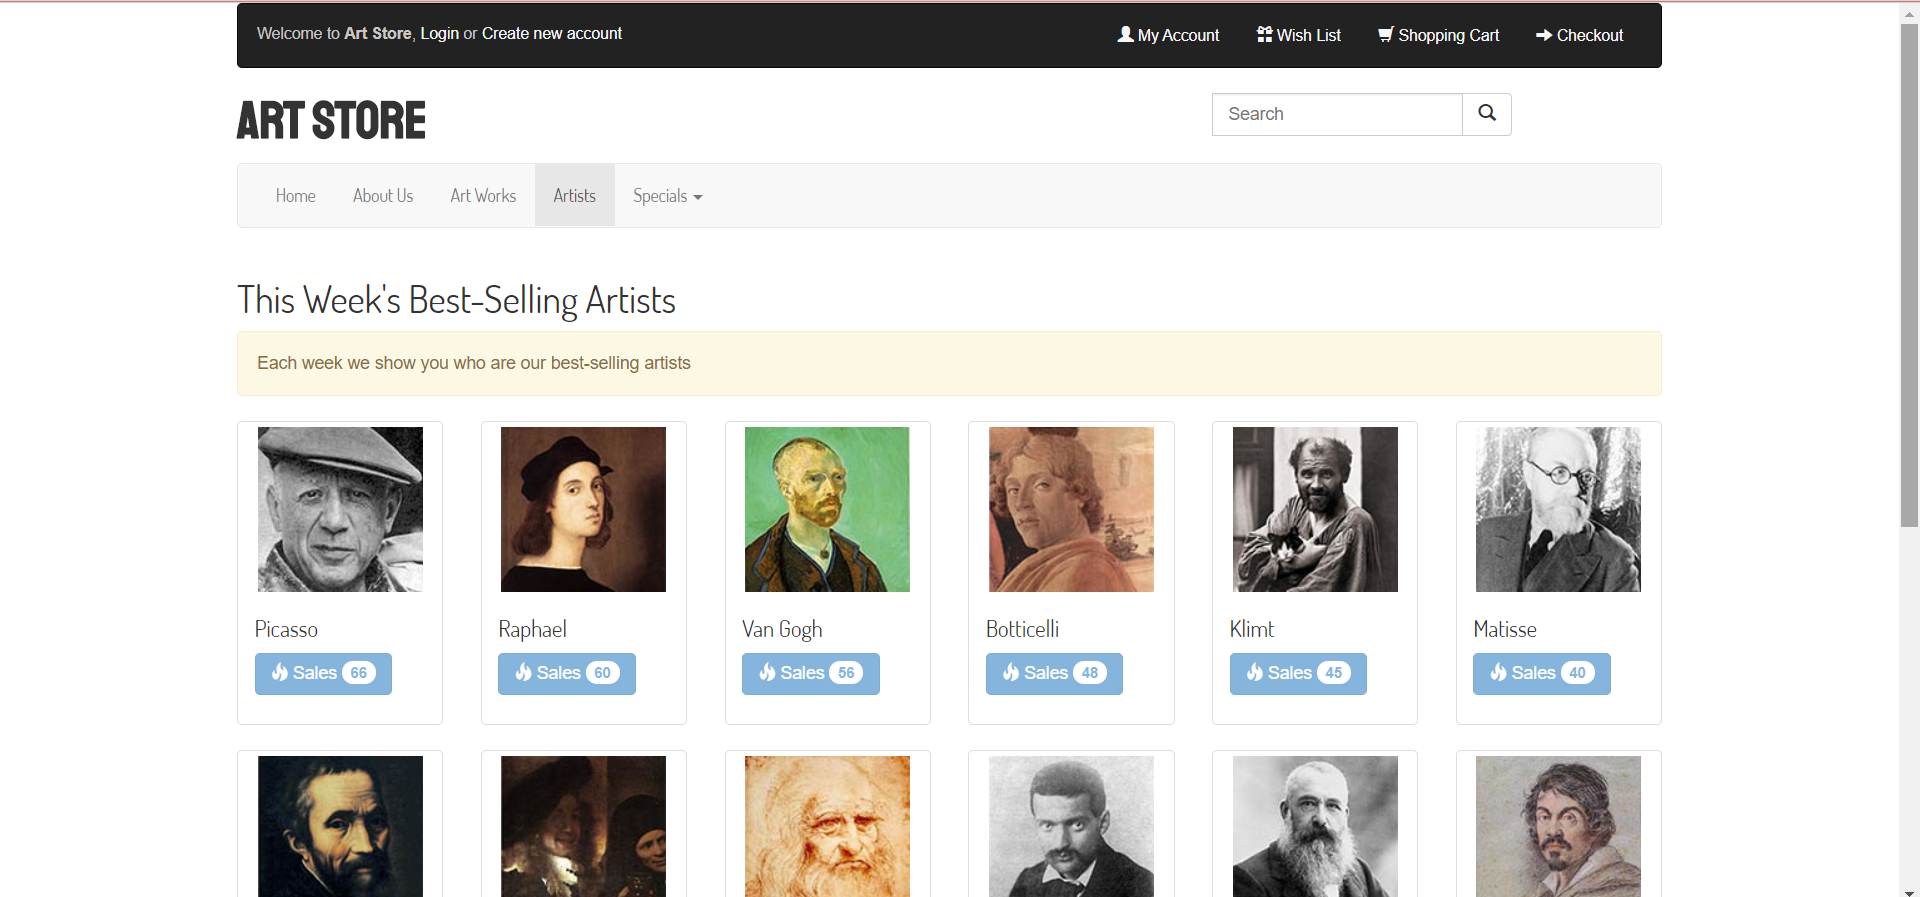 Welcome to Art Store, Login or Create new account
My Account Wish List Shopping Cart Checkout
ART STORE
Search
Home About Us Art Works Artists Specials
This Week's Best-Selling Artists
Each week we show you who are our best-selling artists
Picasso Raphael Van Gogh Botticelli Klimt Matisse
Sales 66 Sales 60 Sales 56 Sales 48 Sales 45 Sales 40